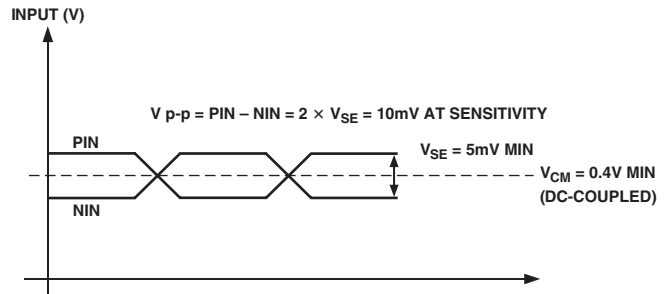 INPUT (V)
V p-p = PIN – NIN = 2 × VSE = 10mV AT SENSITIVITY
PIN
VSE = 5mV MIN
VCM = 0.4V MIN
(DC-COUPLED)
NIN